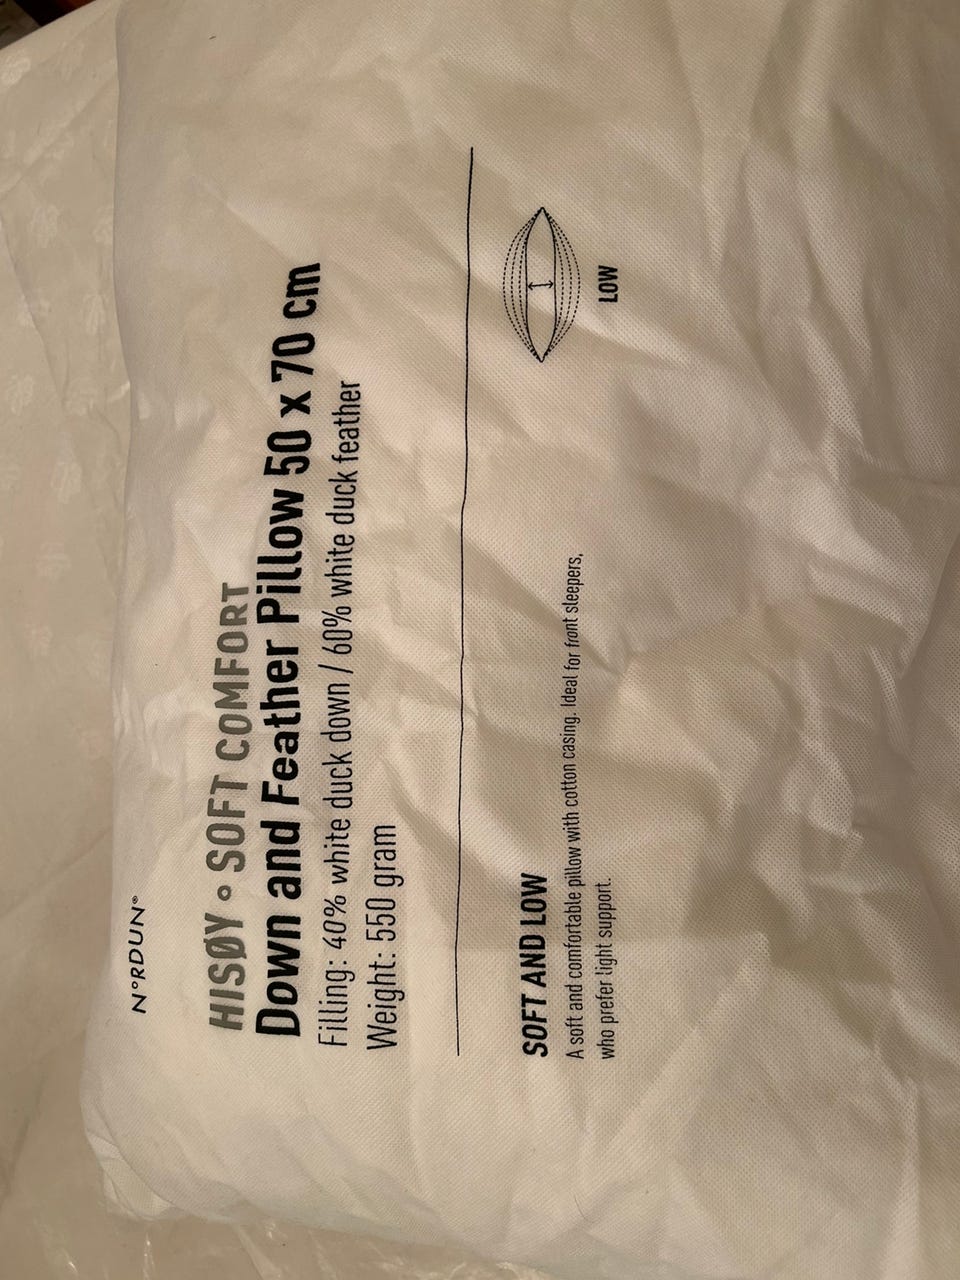 N°RDUN®
HISØY • SOFT COMFORT
Down and Feather Pillow 50 x 70 cm
Filling: 40% white duck down / 60% white duck feather
Weight: 550 gram
SOFT AND LOW
A soft and comfortable pillow with cotton casing. Ideal for front sleepers,
who prefer light support.
LOW